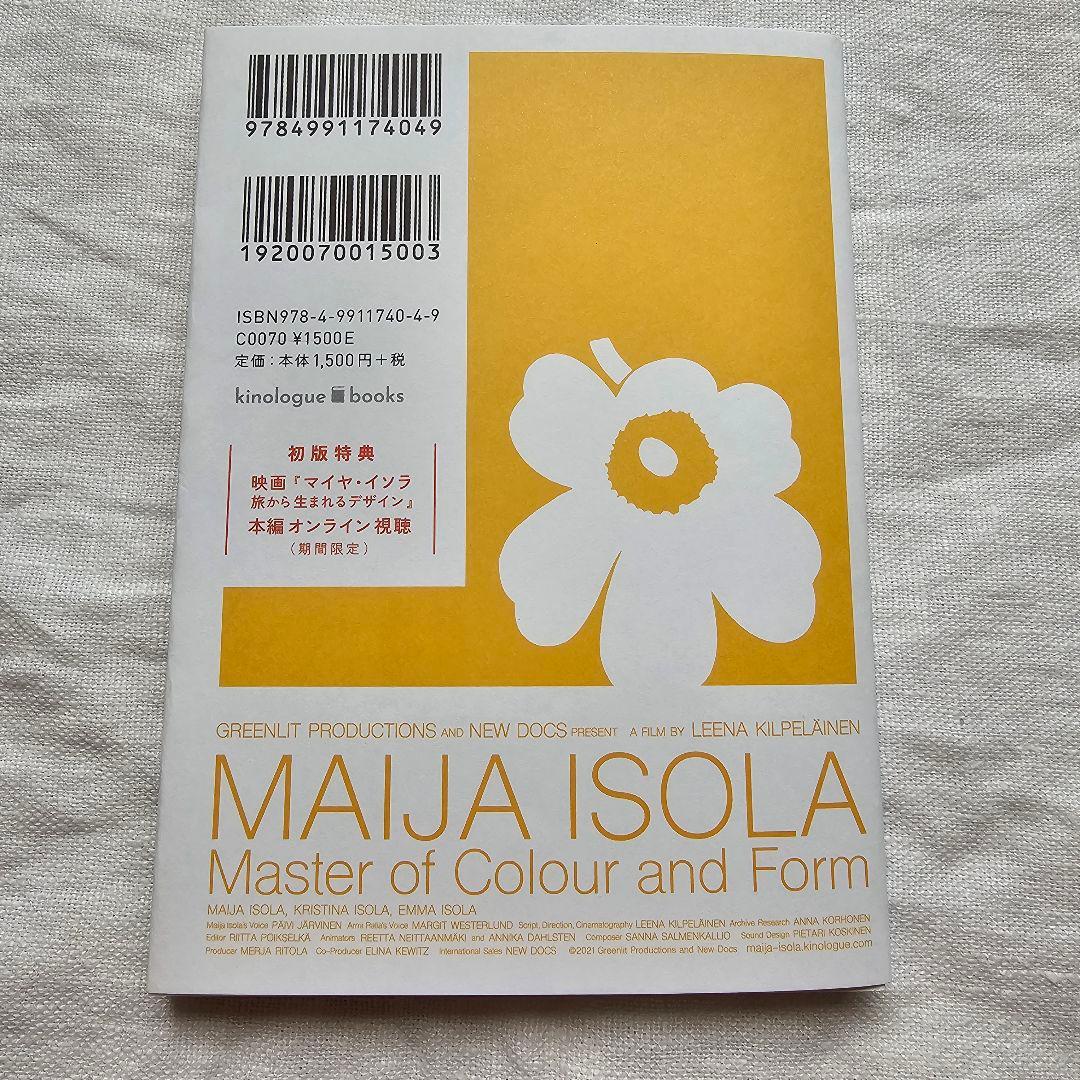 9784991174049
1920070015003
ISBN978-4-9911740-4-9
C0070 ¥1500E
定価：本体1,500円＋税
kinologue books
初版特典
映画『マイヤ・イソラ
旅から生まれるデザイン』
本編オンライン視聴
（期間限定）
GREENLIT PRODUCTIONS AND NEW DOCS PRESENT A FILM BY LEENA KILPELÄINEN
MAIJA ISOLA
Master of Colour and Form
MAIJA ISOLA, KRISTINA ISOLA, EMMA ISOLA
Maija Isola's Voice PÄIVI JÄRVINEN Armi Ratia's Voice MARGIT WESTERLUND Script, Direction, Cinematography LEENA KILPELÄINEN Archive Research ANNA KORHONEN
Editor RIITTA POIKSELKÄ Animators REETTA NEITTAANMÄKI and ANNIKA DAHLSTEN Composer SANNA SALMENKALLIO Sound Design PIETARI KOSKINEN
Producer MERJA RITOLA Co-Producer ELINA KEWITZ International Sales NEW DOCS ©2021 Greenlit Productions and New Docs maija-isola.kinologue.com